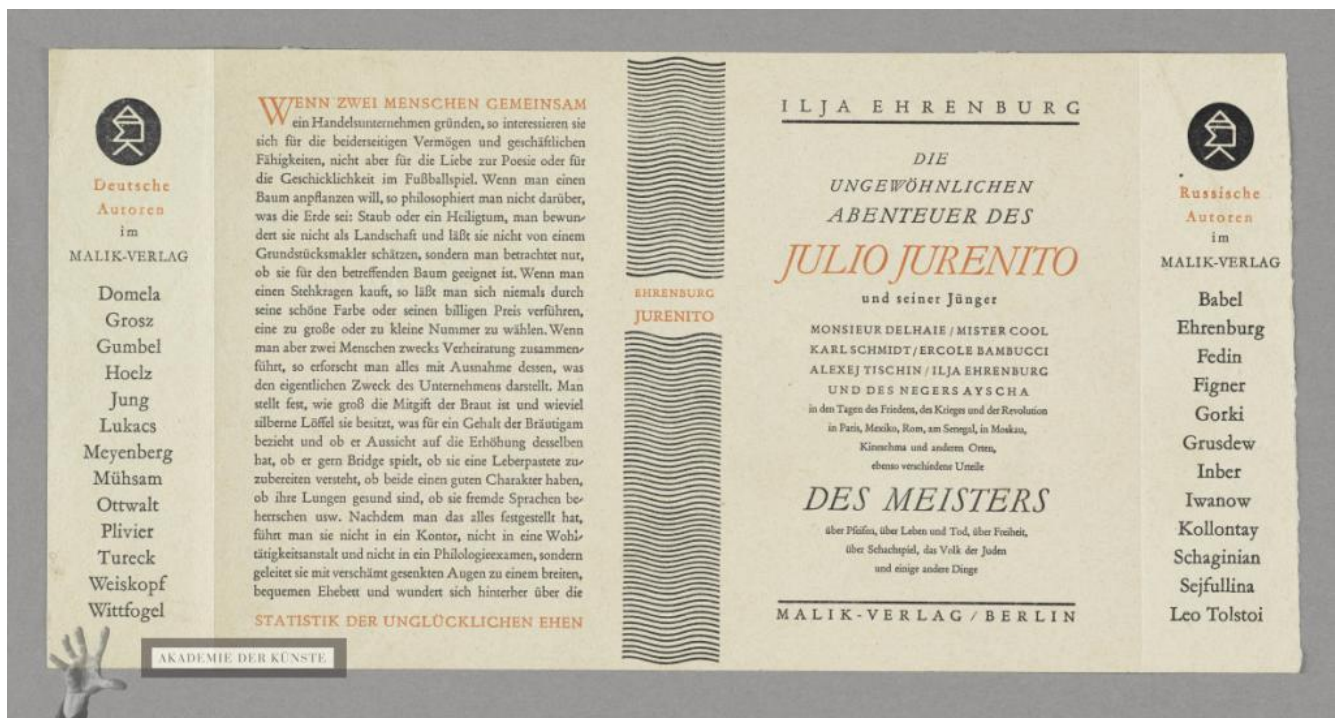 Deutsche
Autoren
im
MALIK-VERLAG
Domela
Grosz
Gumbel
Hoelz
Jung
Lukacs
Meyenberg
Mühsam
Ottwalt
Plivier
Tureck
Weiskopf
Wittfogel
WENN ZWEI MENSCHEN GEMEINSAM
ein Handelsunternehmen gründen, so interessieren sie
sich für die beiderseitigen Vermögen und geschäftlichen
Fähigkeiten, nicht aber für die Liebe zur Poesie oder für
die Geschicklichkeit im Fußballspiel. Wenn man einen
Baum anpflanzen will, so philosophiert man nicht darüber,
was die Erde sei: Staub oder ein Heiligtum, man bewun-
dert sie nicht als Landschaft und läßt sie nicht von einem
Grundstücksmakler schätzen, sondern man betrachtet nur,
ob sie für den betreffenden Baum geeignet ist. Wenn man
einen Stehkragen kauft, so läßt man sich niemals durch
seine schöne Farbe oder seinen billigen Preis verführen,
eine zu große oder zu kleine Nummer zu wählen. Wenn
man aber zwei Menschen zwecks Verheiratung zusammen-
führt, so erforscht man alles mit Ausnahme dessen, was
den eigentlichen Zweck des Unternehmens darstellt. Man
stellt fest, wie groß die Mitgift der Braut ist und wieviel
silberne Löffel sie besitzt, was für ein Gehalt der Bräutigam
bezieht und ob er Aussicht auf die Erhöhung desselben
hat, ob er gern Bridge spielt, ob sie eine Leberpastete zu-
zubereiten versteht, ob beide einen guten Charakter haben,
ob ihre Lungen gesund sind, ob sie fremde Sprachen be-
herrschen usw. Nachdem man das alles festgestellt hat,
führt man sie nicht in ein Kontor, nicht in eine Wohl-
tätigkeitsanstalt und nicht in ein Philologieexamen, sondern
geleitet sie mit verschämt gesenkten Augen zu einem breiten,
bequemen Ehebett und wundert sich hinterher über die
STATISTIK DER UNGLÜCKLICHEN EHEN
EHRENBURG
JURENITO
ILJA EHRENBURG
DIE
UNGEWÖHNLICHEN
ABENTEUER DES
JULIO JURENITO
und seiner Jünger
MONSIEUR DELHAIE / MISTER COOL
KARL SCHMIDT / ERCOLE BAMBUCCI
ALEXEJ TISCHIN / ILJA EHRENBURG
UND DES NEGERS AYSCHA
in den Tagen des Friedens, des Krieges und der Revolution
in Paris, Mexiko, Rom, am Senegal, in Moskau,
Kineschma und anderen Orten,
ebenso verschiedene Urteile
DES MEISTERS
über Pfeifen, über Leben und Tod, über Freiheit,
über Schachspiel, das Volk der Juden
und einige andere Dinge
MALIK-VERLAG / BERLIN
Russische
Autoren
im
MALIK-VERLAG
Babel
Ehrenburg
Fedin
Figner
Gorki
Grusdew
Inber
Iwanow
Kollontay
Schaginian
Sejfullina
Leo Tolstoi
AKADEMIE DER KÜNSTE